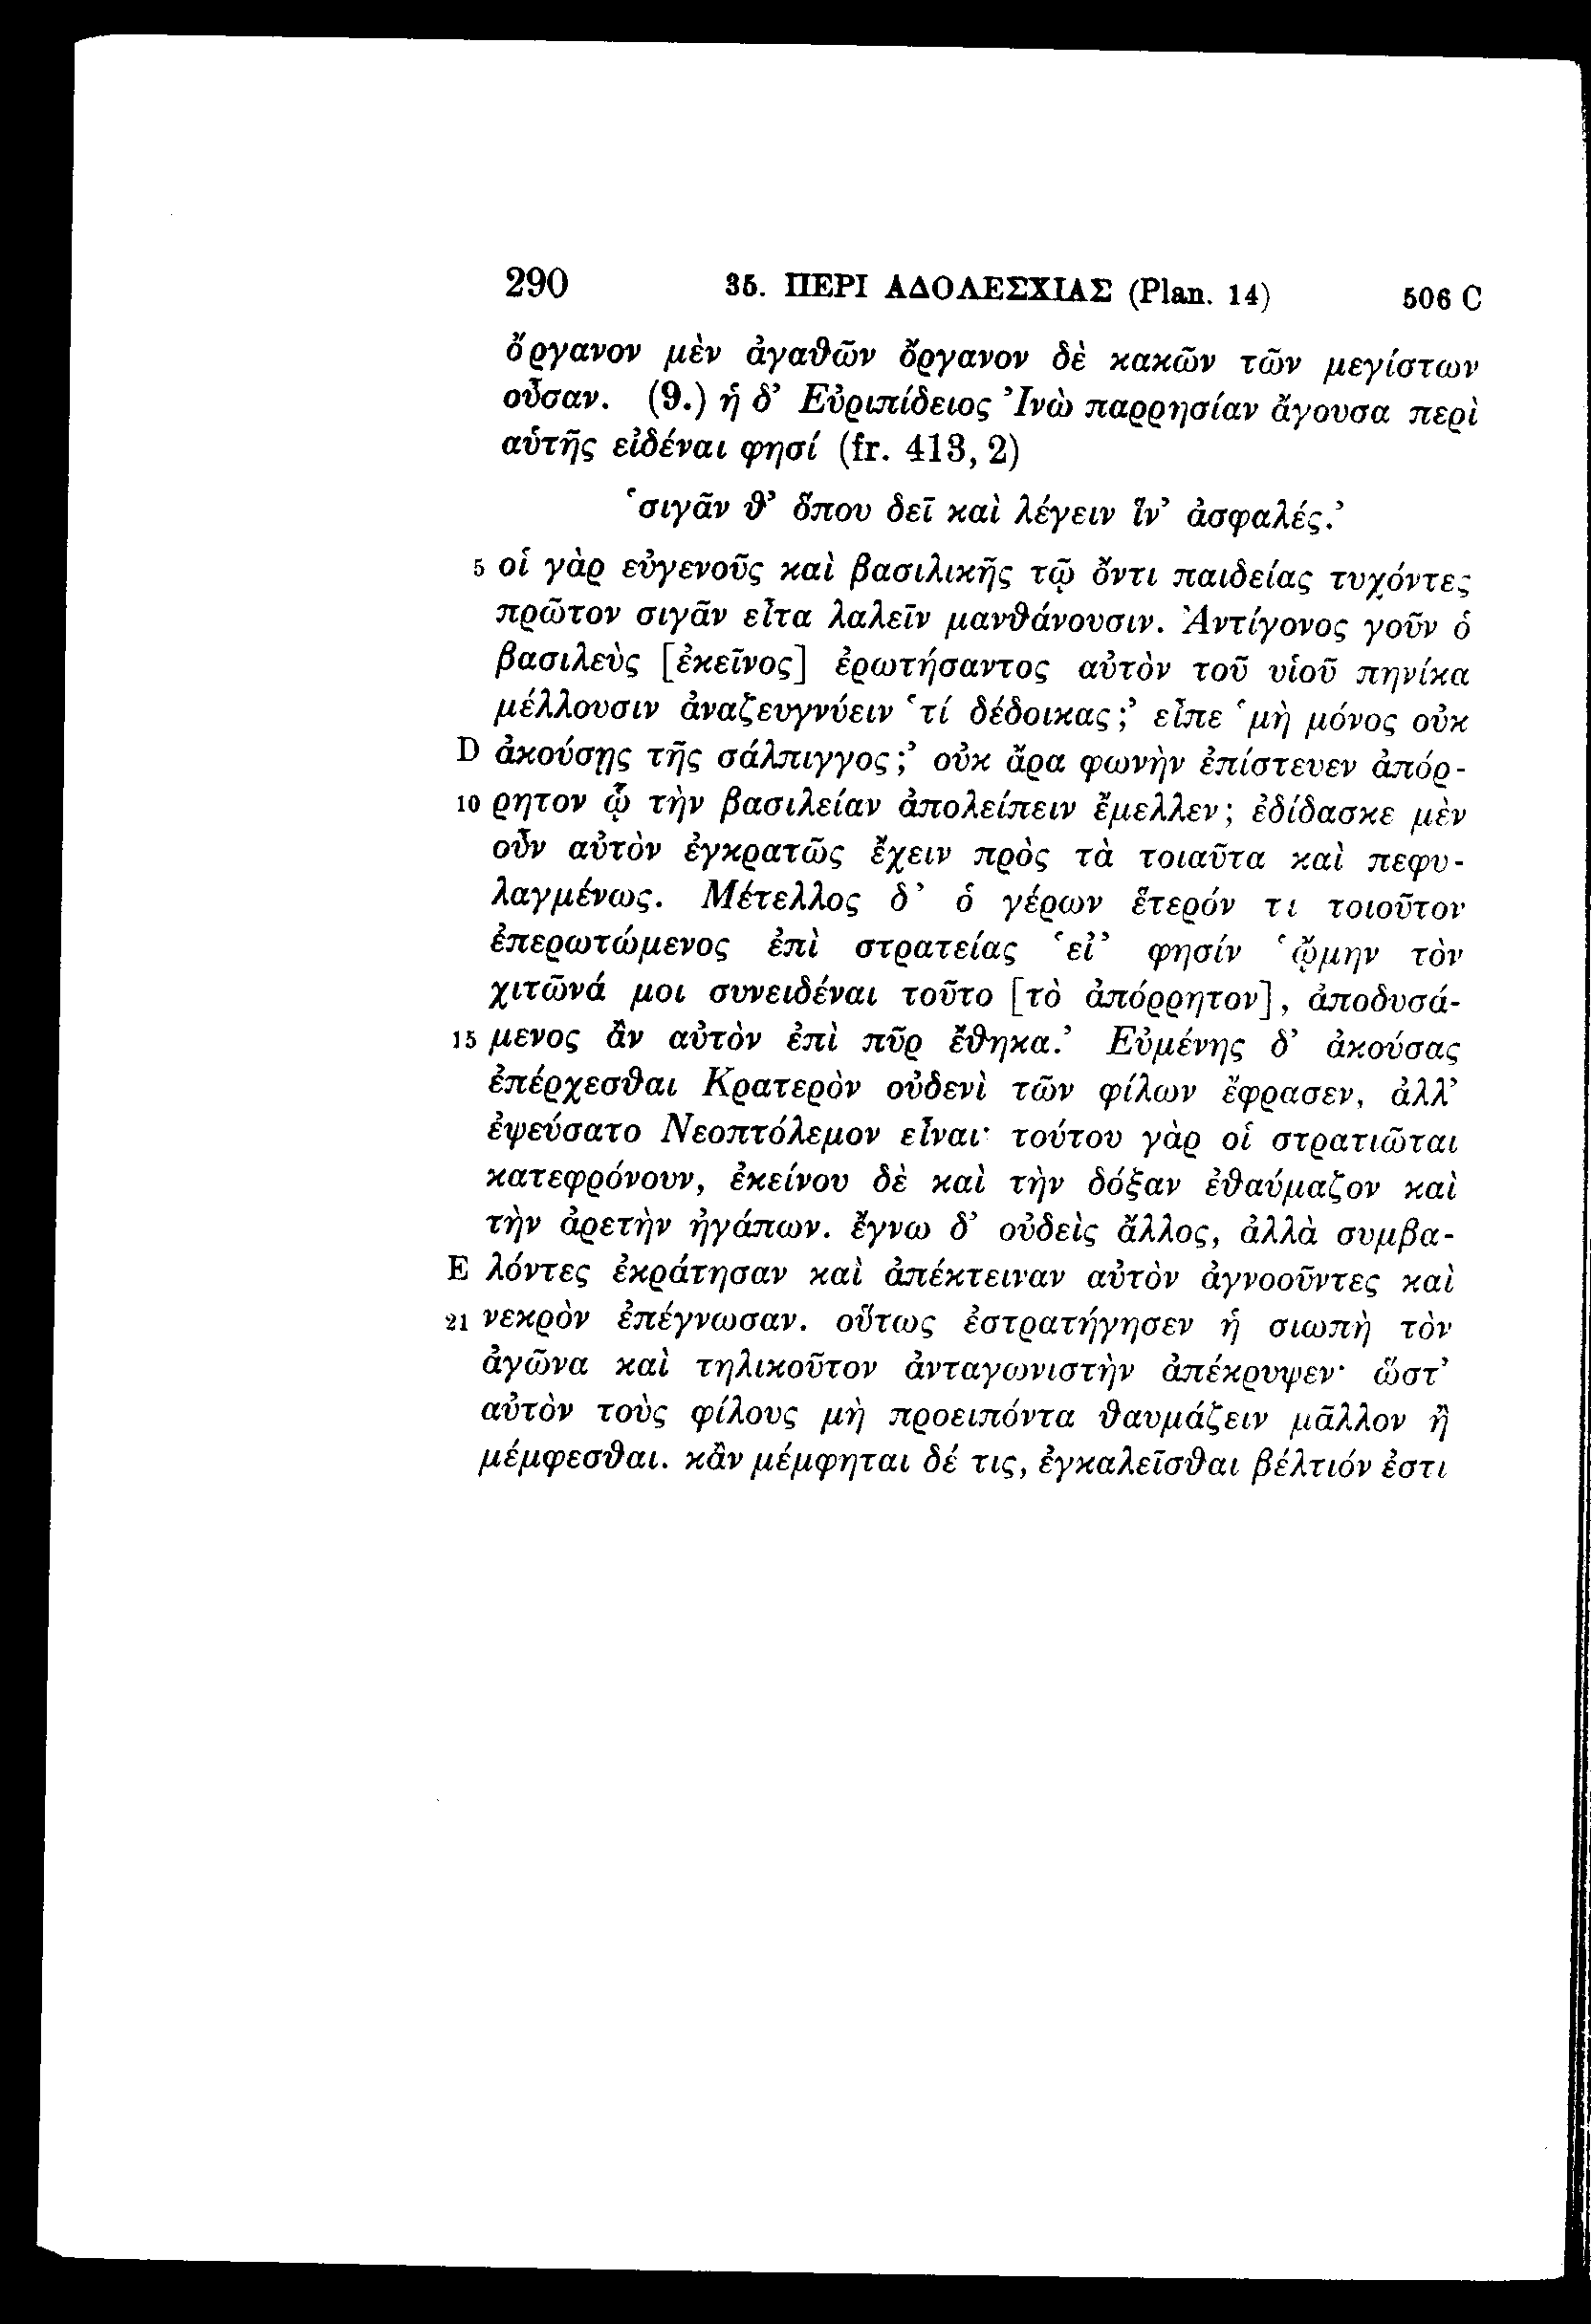 290 35. ΠΕΡΙ ΑΔΟΛΕΣΧΙΑΣ (Plan. 14) 506 C
ὄργανον μὲν ἀγαθῶν ὄργανον δὲ κακῶν τῶν μεγίστων
οὖσαν. (9.) ἡ δ’ Εὐριπίδειος Ἰνὼ παρρησίαν ἄγουσα περὶ
αὑτῆς εἰδέναι φησί (fr. 413, 2)
‘σιγᾶν θ’ ὅπου δεῖ καὶ λέγειν ἵν’ ἀσφαλές.’
5 οἱ γὰρ εὐγενοῦς καὶ βασιλικῆς τῷ ὄντι παιδείας τυχόντες
πρῶτον σιγᾶν εἶτα λαλεῖν μανθάνουσιν. Ἀντίγονος γοῦν ὁ
βασιλεὺς [ἐκεῖνος] ἐρωτήσαντος αὐτὸν τοῦ υἱοῦ πηνίκα
μέλλουσιν ἀναζευγνύειν ‘τί δέδοικας;’ εἶπε ‘μὴ μόνος οὐκ
D ἀκούσῃς τῆς σάλπιγγος;’ οὐκ ἄρα φωνὴν ἐπίστευεν ἀπόρ-
10 ρητον ᾧ τὴν βασιλείαν ἀπολείπειν ἔμελλεν; ἐδίδασκε μὲν
οὖν αὐτὸν ἐγκρατῶς ἔχειν πρὸς τὰ τοιαῦτα καὶ πεφυ-
λαγμένως. Μέτελλος δ’ ὁ γέρων ἕτερόν τι τοιοῦτον
ἐπερωτώμενος ἐπὶ στρατείας ‘εἰ’ φησίν ‘ᾤμην τὸν
χιτῶνά μοι συνειδέναι τοῦτο [τὸ ἀπόρρητον], ἀποδυσά-
15 μενος ἂν αὐτὸν ἐπὶ πῦρ ἔθηκα.’ Εὐμένης δ’ ἀκούσας
ἐπέρχεσθαι Κρατερὸν οὐδενὶ τῶν φίλων ἔφρασεν, ἀλλ’
ἐψεύσατο Νεοπτόλεμον εἶναι· τούτου γὰρ οἱ στρατιῶται
κατεφρόνουν, ἐκείνου δὲ καὶ τὴν δόξαν ἐθαύμαζον καὶ
τὴν ἀρετὴν ἠγάπων. ἔγνω δ’ οὐδεὶς ἄλλος, ἀλλὰ συμβα-
E λόντες ἐκράτησαν καὶ ἀπέκτειναν αὐτὸν ἀγνοοῦντες καὶ
21 νεκρὸν ἐπέγνωσαν. οὕτως ἐστρατήγησεν ἡ σιωπὴ τὸν
ἀγῶνα καὶ τηλικοῦτον ἀνταγωνιστὴν ἀπέκρυψεν· ὥστ’
αὐτὸν τοὺς φίλους μὴ προειπόντα θαυμάζειν μᾶλλον ἢ
μέμφεσθαι. κἂν μέμφηται δέ τις, ἐγκαλεῖσθαι βέλτιόν ἐστι